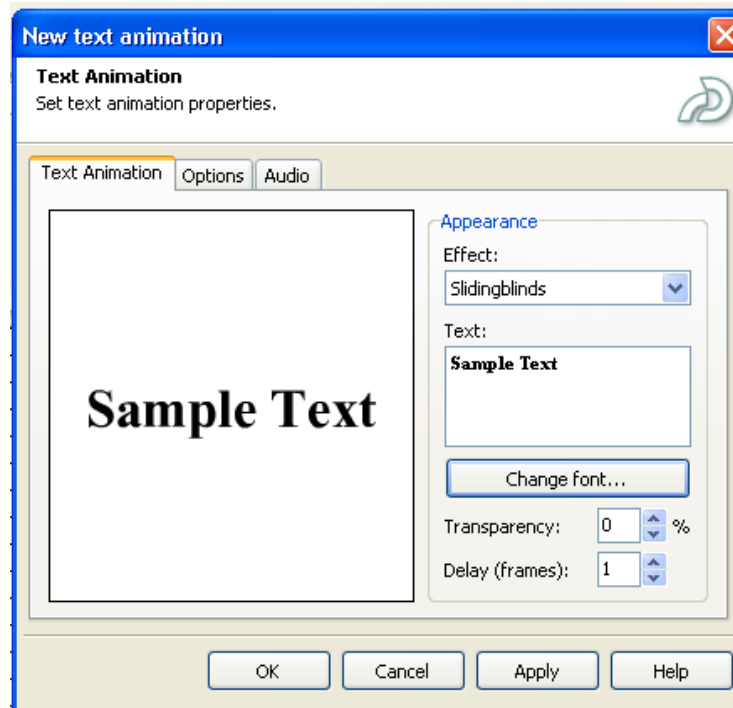 New text animation
Text Animation
Set text animation properties.
Text Animation Options Audio
Appearance
Effect:
Slidingblinds
Text:
Sample Text
Sample Text
Change font...
Transparency: 0 %
Delay (frames): 1
OK Cancel Apply Help